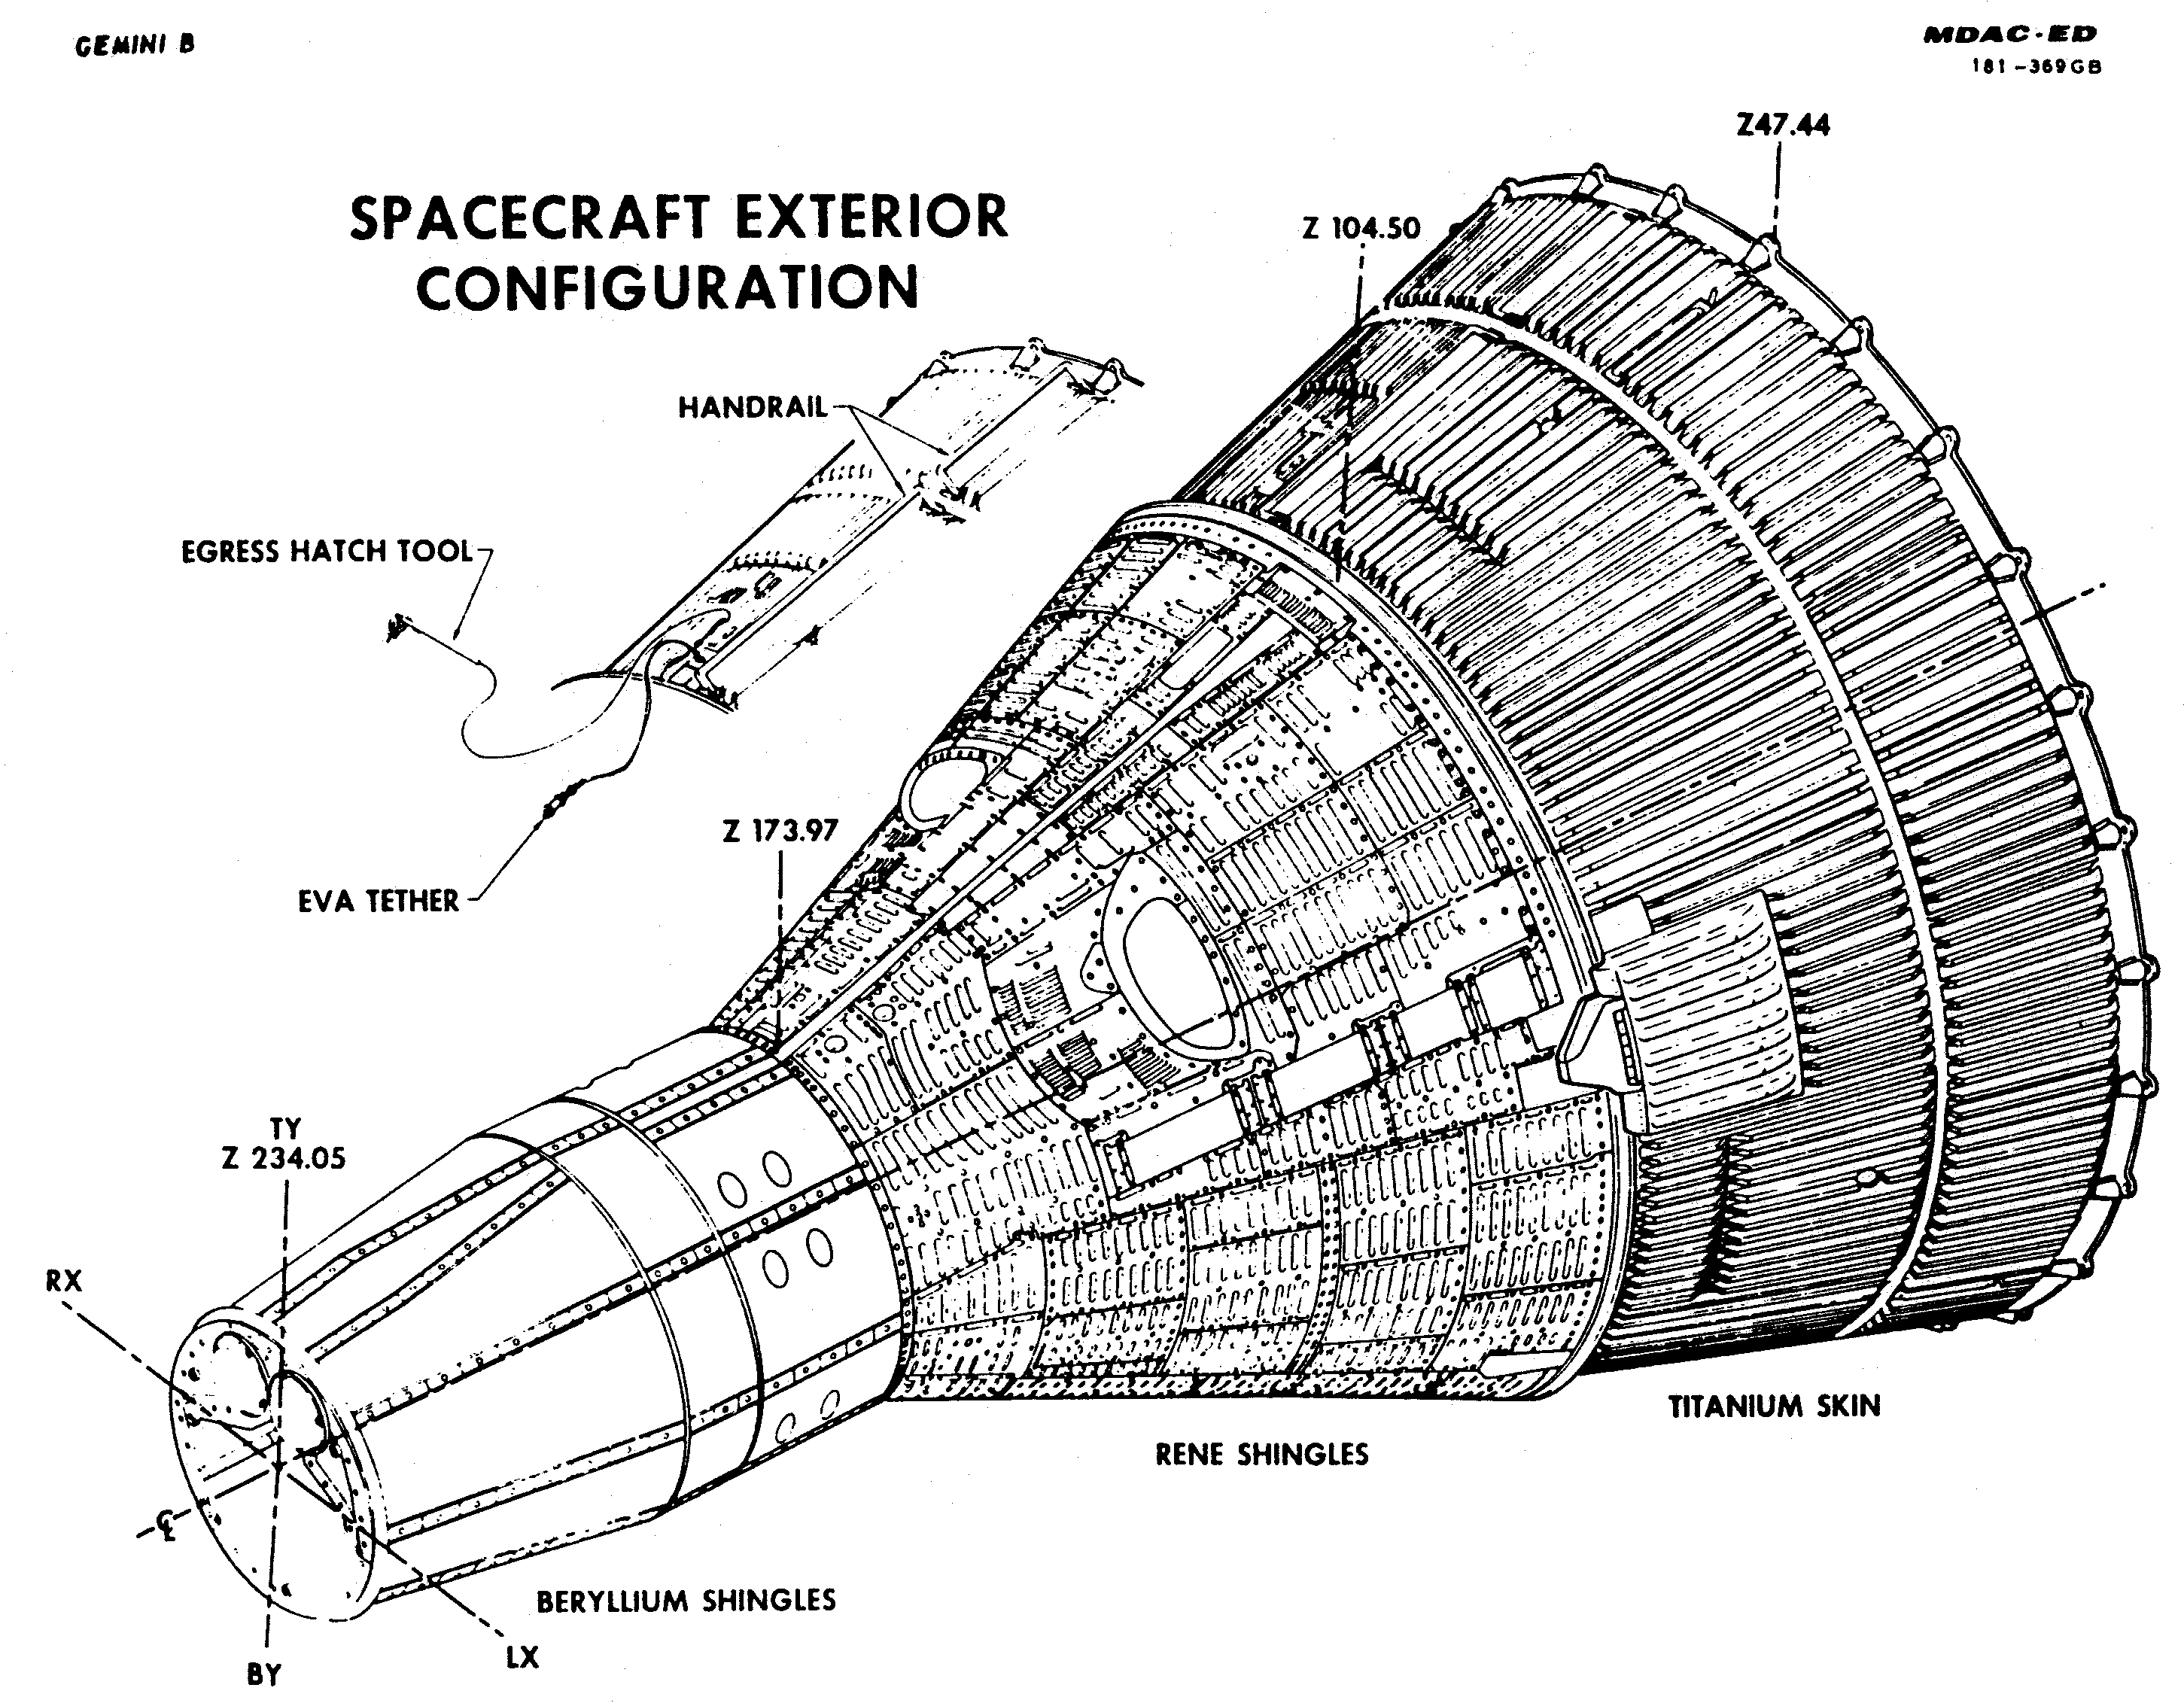 GEMINI B
MDAC-ED
181-369GB
SPACECRAFT EXTERIOR
CONFIGURATION
Z47.44
Z 104.50
HANDRAIL
EGRESS HATCH TOOL
Z 173.97
EVA TETHER
TY
Z 234.05
RX
℄
TITANIUM SKIN
RENE SHINGLES
BERYLLIUM SHINGLES
LX
BY